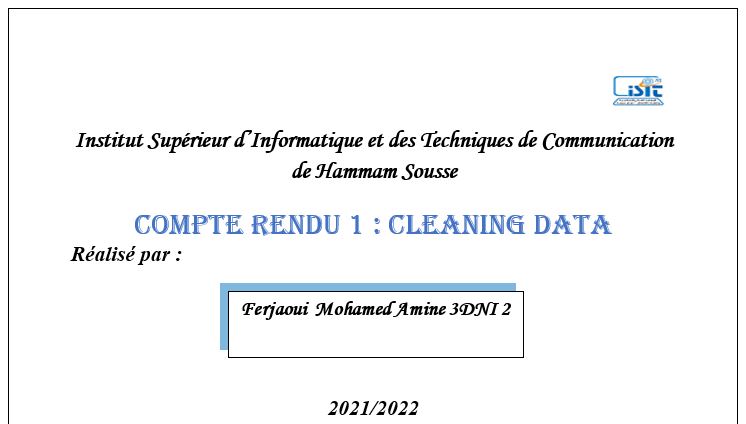 isitc
Institut Supérieur d'Informatique et des Techniques de Communication
de Hammam Sousse
COMPTE RENDU 1 : CLEANING DATA
Réalisé par :
Ferjaoui Mohamed Amine 3DNI 2
2021/2022